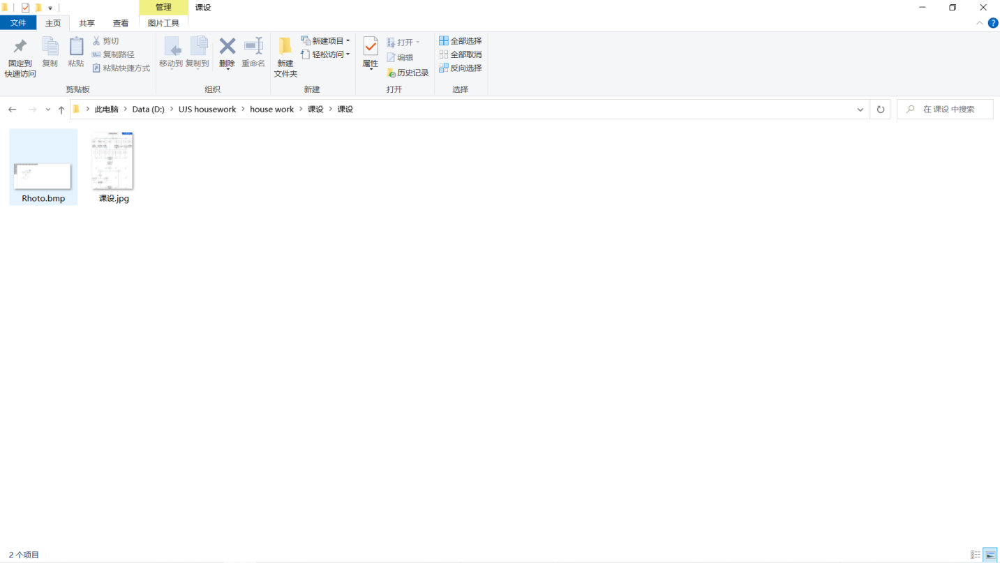 管理 课设
文件 主页 共享 查看 图片工具
固定到
快速访问
复制
粘贴
剪切
复制路径
粘贴快捷方式
剪贴板
移动到
复制到
删除
重命名
组织
新建
文件夹
新建项目
轻松访问
新建
属性
打开
编辑
历史记录
打开
全部选择
全部取消
反向选择
选择
此电脑 Data (D:) UJS housework house work 课设 课设
在 课设 中搜索
Rhoto.bmp
课设.jpg
2 个项目